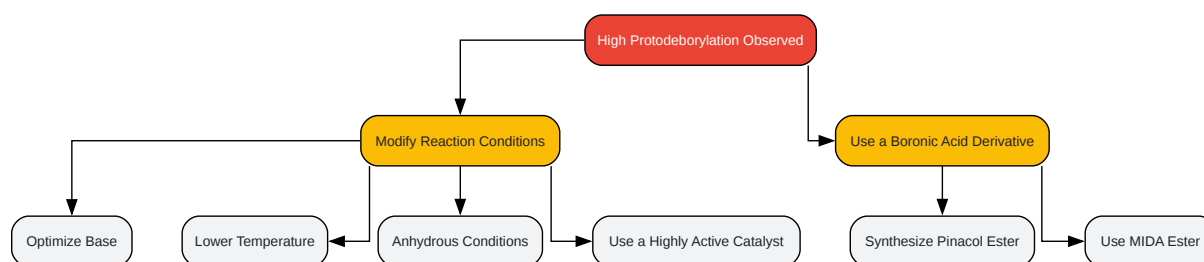 High Protodeborylation Observed
Modify Reaction Conditions
Use a Boronic Acid Derivative
Optimize Base
Lower Temperature
Anhydrous Conditions
Use a Highly Active Catalyst
Synthesize Pinacol Ester
Use MIDA Ester